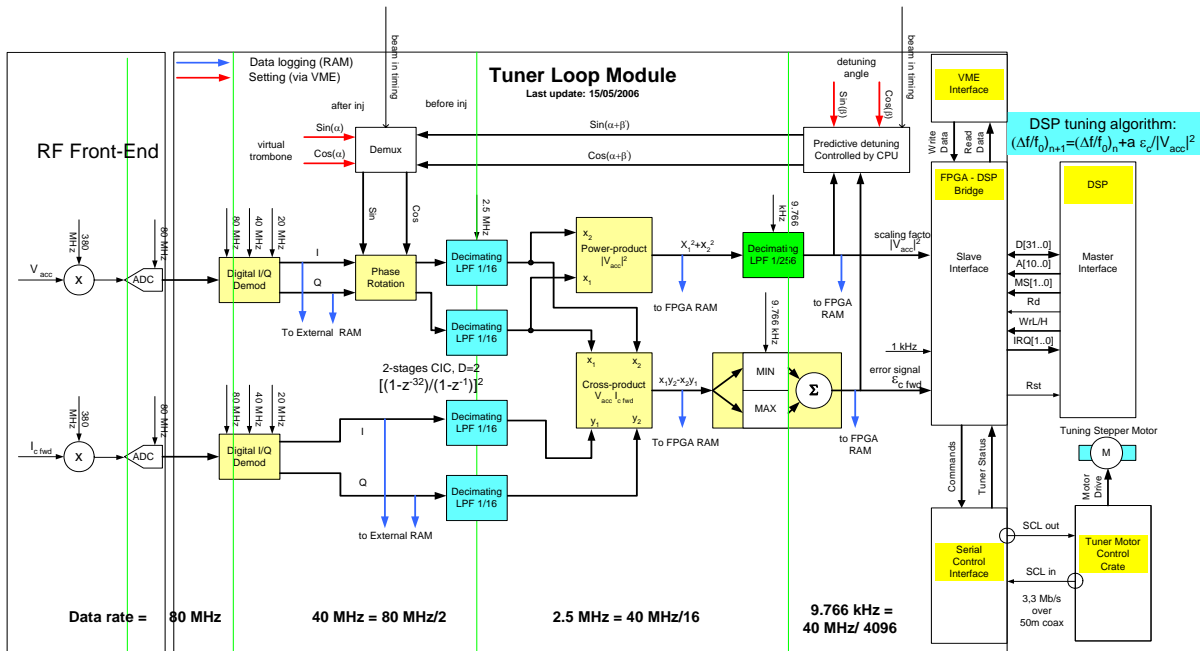 Data logging (RAM)
Setting (via VME)
beam in timing
Tuner Loop Module
Last update: 15/05/2006
after inj
before inj
Sin(α)
virtual
trombone
Cos(α)
Demux
Sin(α+β)
Cos(α+β)
detuning
angle
Sin(β)
Cos(β)
beam in timing
Predictive detuning
Controlled by CPU
VME
Interface
Write
Data
Read
Data
DSP tuning algorithm:
(Δf/f₀)ₙ₊₁=(Δf/f₀)ₙ+a ε_c/|V_acc|²
RF Front-End
380
MHz
80 MHz
V acc
X
ADC
80 MHz
40 MHz
20 MHz
Digital I/Q
Demod
I
Q
To External RAM
Sin
Cos
Phase
Rotation
2.5 MHz
Decimating
LPF 1/16
Decimating
LPF 1/16
2-stages CIC, D=2
[(1-z⁻³²)/(1-z⁻¹)]²
x₂
Power-product
|V_acc|²
x₁
X₁²+x₂²
to FPGA RAM
9.766
kHz
Decimating
LPF 1/256
to FPGA
RAM
scaling facto
|V_acc|²
FPGA - DSP
Bridge
Slave
Interface
DSP
Master
Interface
D[31..0]
A[10..0]
MS[1..0]
Rd
WrL/H
IRQ[1..0]
Rst
1 kHz
error signal
ε_c fwd
x₁
x₂
Cross-product
V_acc I_c fwd
y₁
y₂
x₁y₂-x₂y₁
To FPGA RAM
9.766 kHz
MIN
MAX
Σ
to FPGA
RAM
380
MHz
80 MHz
I c fwd
X
ADC
80 MHz
40 MHz
20 MHz
Digital I/Q
Demod
I
Q
to External RAM
Decimating
LPF 1/16
Decimating
LPF 1/16
Commands
Tuner Status
Tuning Stepper Motor
M
Motor
Drive
Serial
Control
Interface
SCL out
SCL in
3,3 Mb/s
over
50m coax
Tuner Motor
Control
Crate
Data rate = 80 MHz
40 MHz = 80 MHz/2
2.5 MHz = 40 MHz/16
9.766 kHz =
40 MHz/ 4096